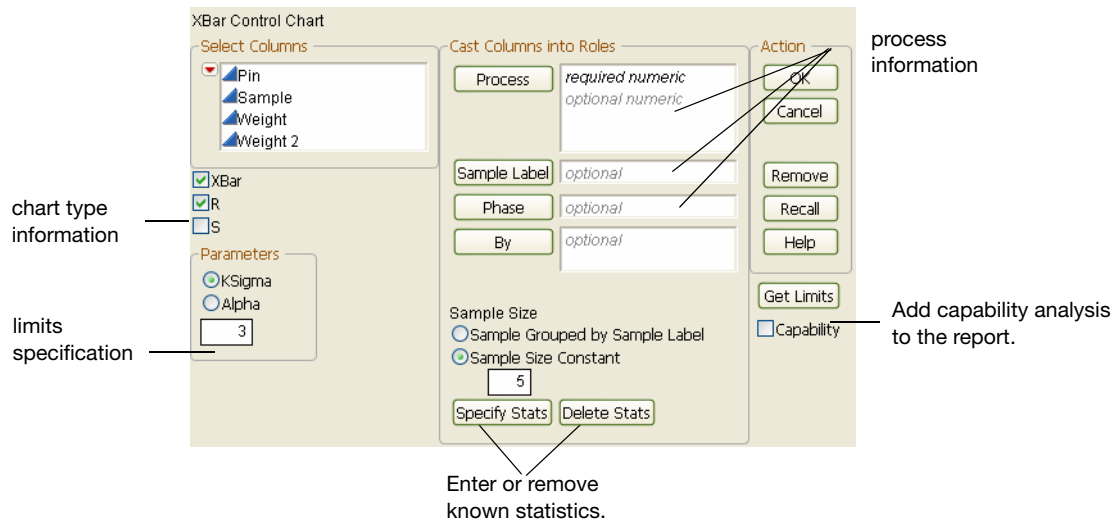 XBar Control Chart
Select Columns
Pin
Sample
Weight
Weight 2
XBar
R
S
chart type
information
Parameters
KSigma
Alpha
3
limits
specification
Cast Columns into Roles
Process
required numeric
optional numeric
Sample Label
optional
Phase
optional
By
optional
Sample Size
Sample Grouped by Sample Label
Sample Size Constant
5
Specify Stats
Delete Stats
Enter or remove
known statistics.
Action
OK
Cancel
Remove
Recall
Help
Get Limits
Capability
process
information
Add capability analysis
to the report.